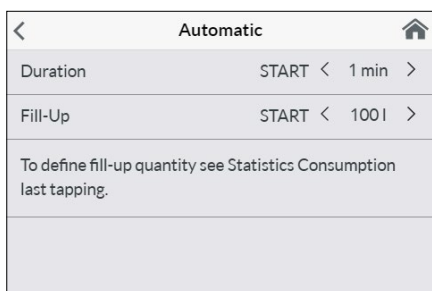 Automatic
Duration START < 1 min >
Fill-Up START < 100 l >
To define fill-up quantity see Statistics Consumption
last tapping.